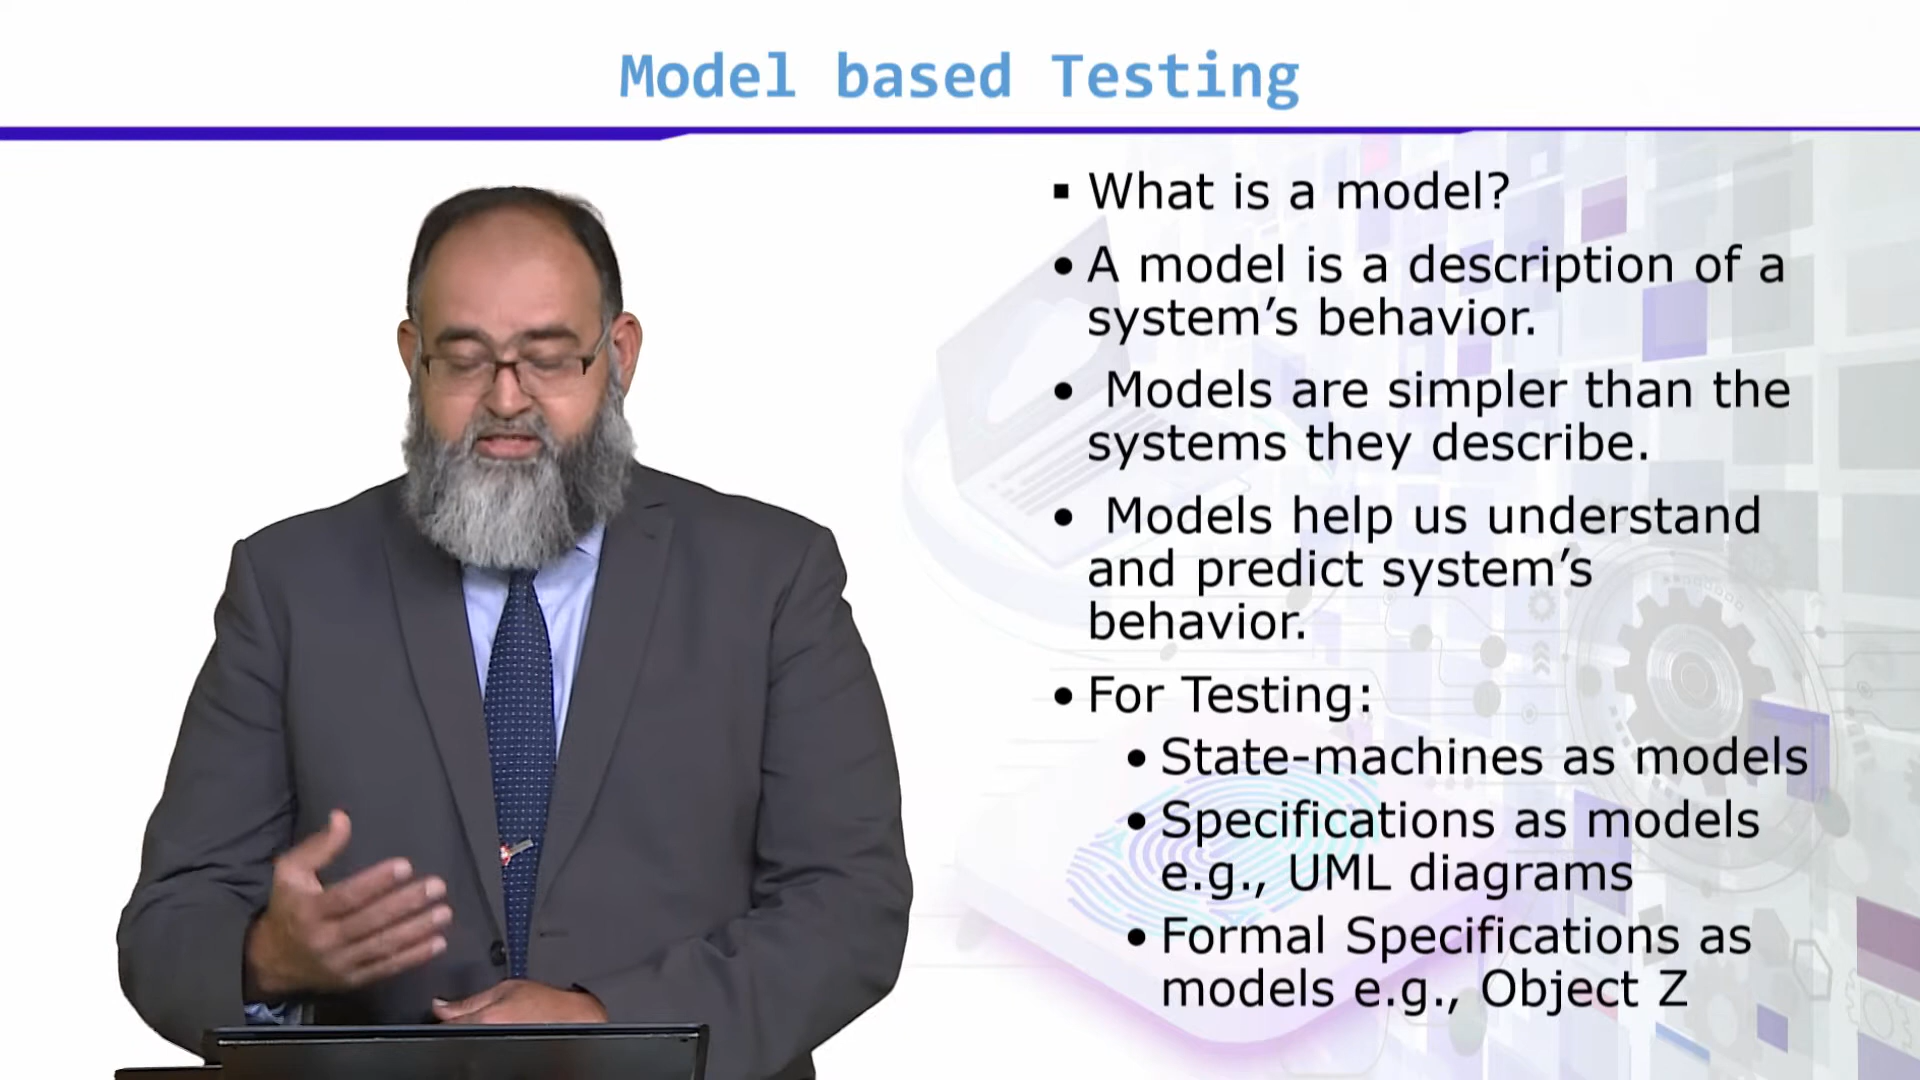 Model based Testing
▪ What is a model?
• A model is a description of a
system’s behavior.
• Models are simpler than the
systems they describe.
• Models help us understand
and predict system’s
behavior.
• For Testing:
• State-machines as models
• Specifications as models
e.g., UML diagrams
• Formal Specifications as
models e.g., Object Z